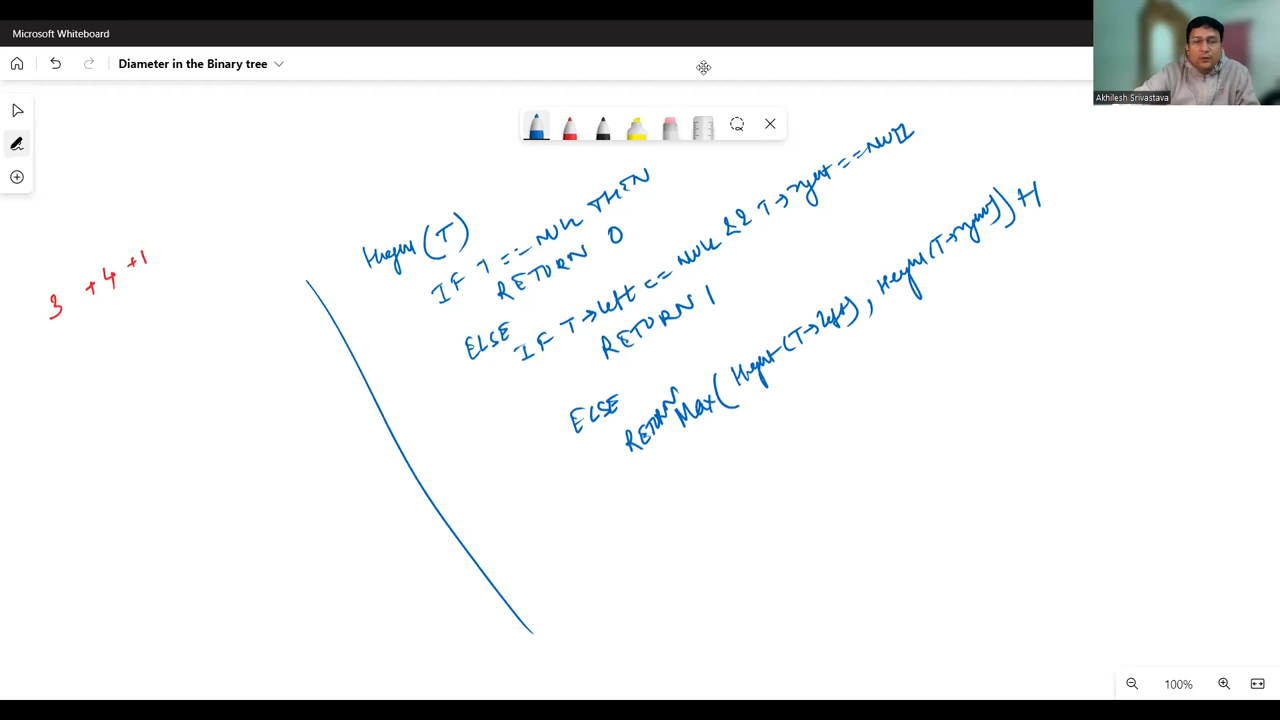 Microsoft Whiteboard
Diameter in the Binary tree
Akhilesh Srivastava
3 +4 +1
Height (T)
IF T == NULL THEN
RETURN 0
ELSE
IF T→left == NULL && T→right == NULL
RETURN 1
ELSE
RETURN Max( Height (T→left), Height (T→right)) +1
100%